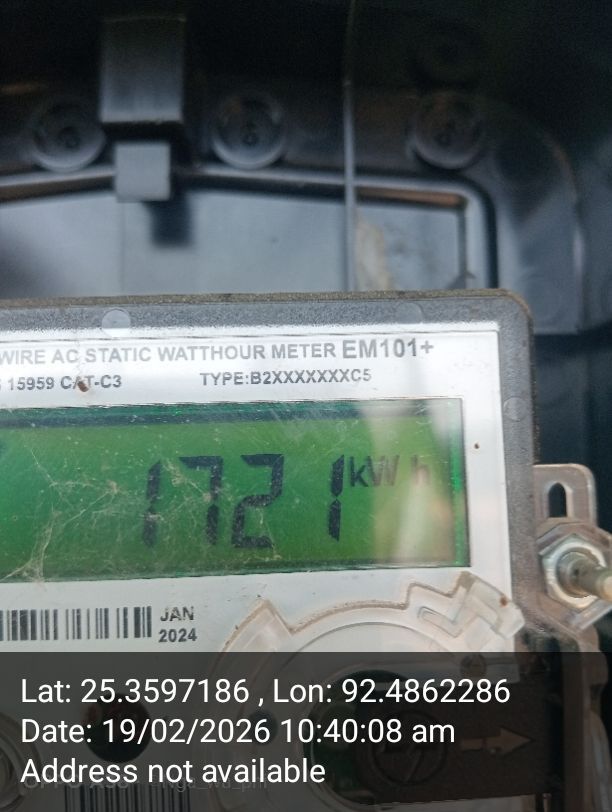 WIRE AC STATIC WATTHOUR METER EM101+
15959 CAT-C3 TYPE:B2XXXXXXXC5
1721 kWh
JAN
2024
Lat: 25.3597186 , Lon: 92.4862286
Date: 19/02/2026 10:40:08 am
Address not available